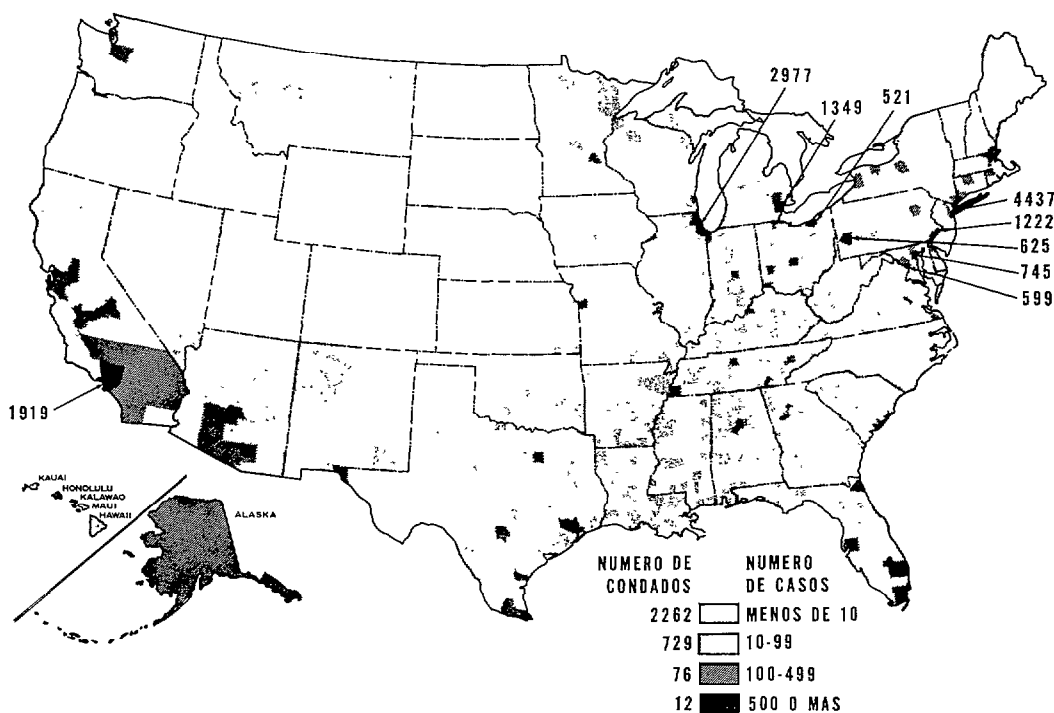 2977
1349
521
4437
1222
625
745
599
1919
KAUAI
HONOLULU
KALAWAO
MAUI
HAWAII
ALASKA
NUMERO DE CONDADOS
NUMERO DE CASOS
2262 MENOS DE 10
729 10-99
76 100-499
12 500 O MAS